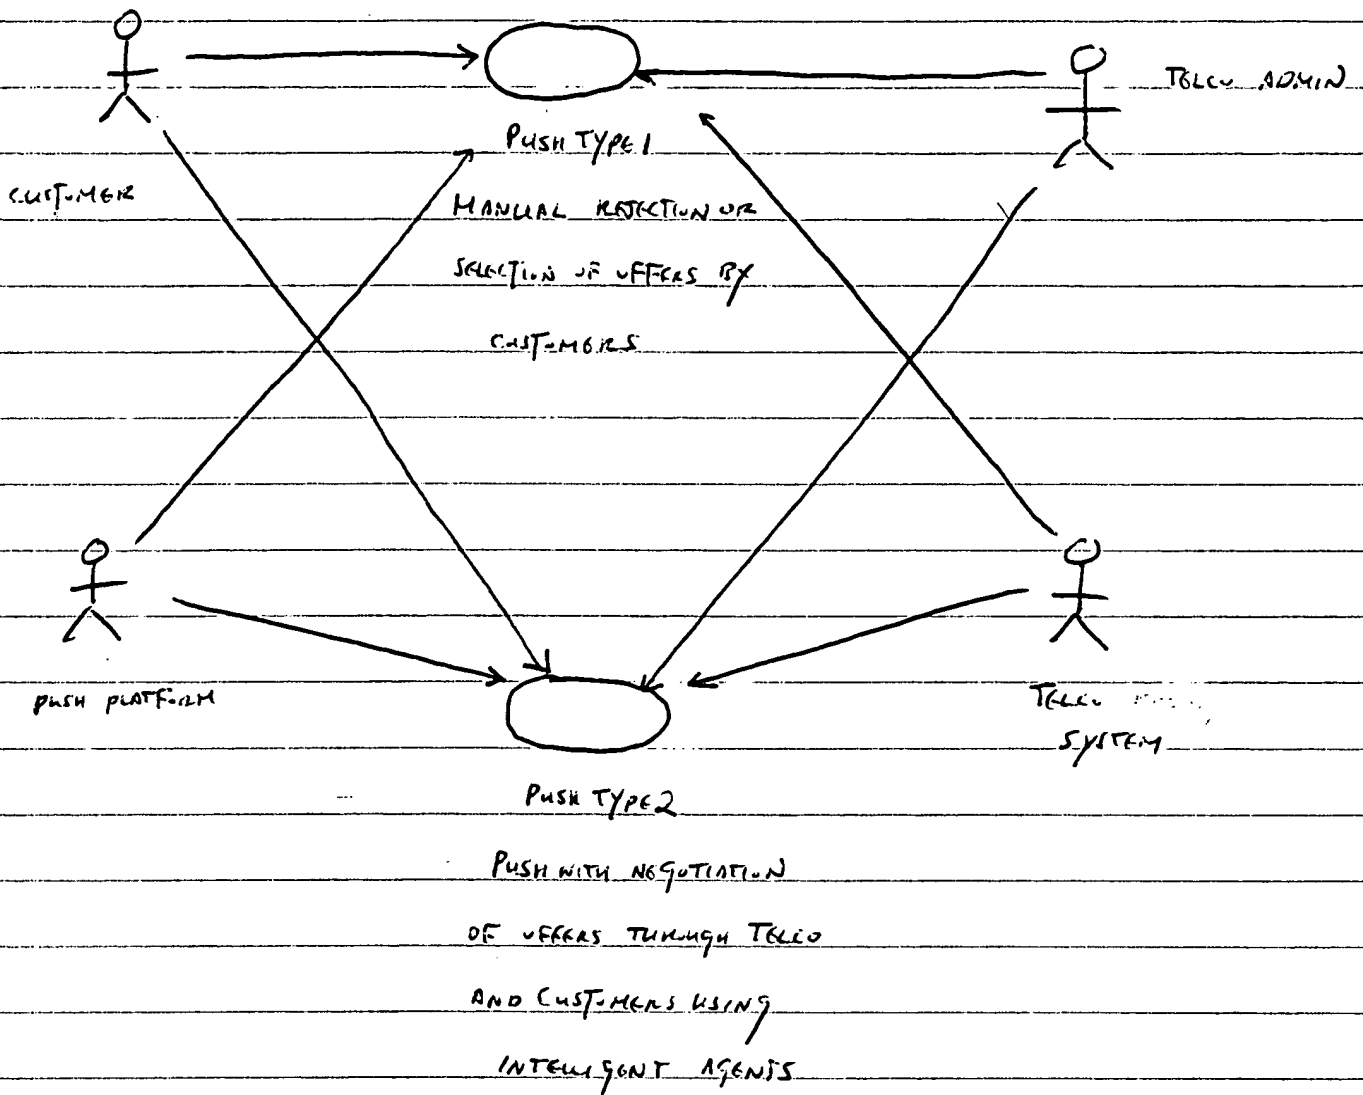 TELCO ADMIN
PUSH TYPE 1
CUSTOMER
MANUAL REJECTION OR
SELECTION OF OFFERS BY
CUSTOMERS
PUSH PLATFORM
TELCO
SYSTEM
PUSH TYPE 2
PUSH WITH NEGOTIATION
OF OFFERS THROUGH TELCO
AND CUSTOMERS USING
INTELLIGENT AGENTS